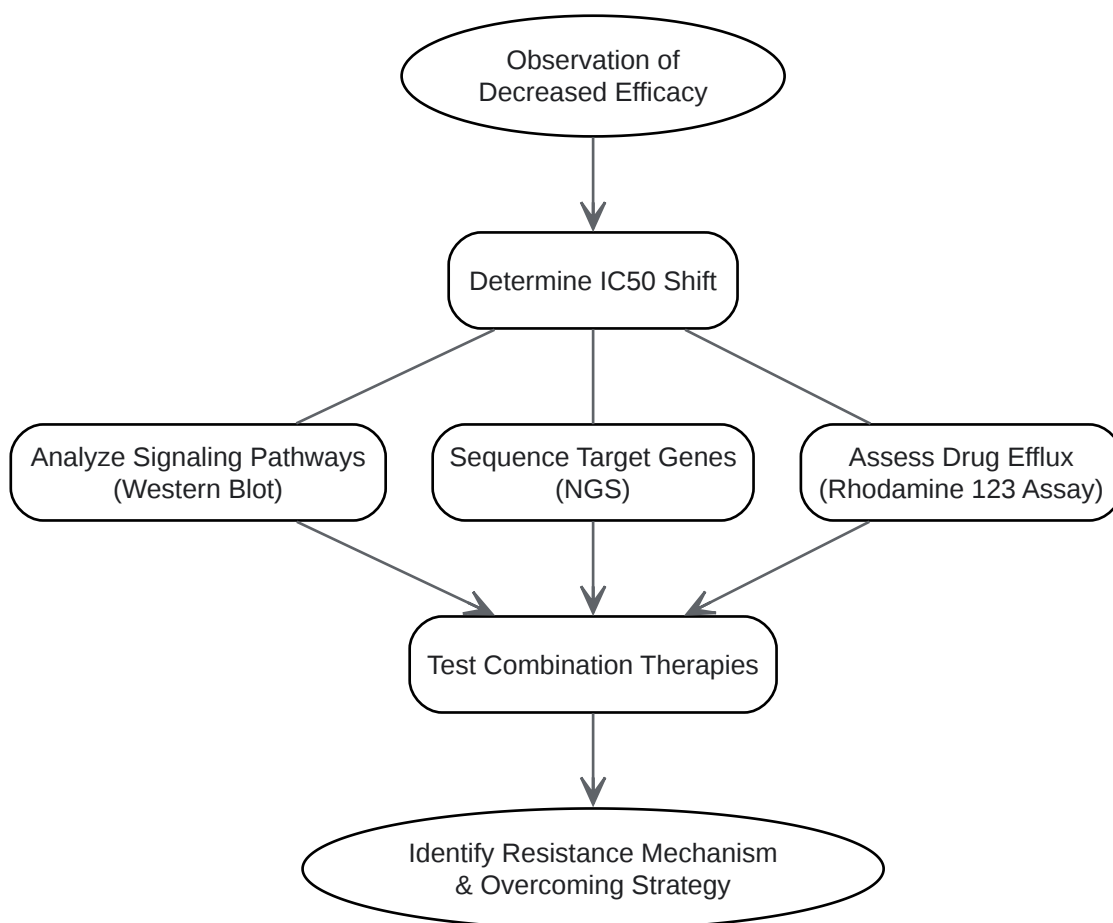 Observation of
Decreased Efficacy
Determine IC50 Shift
Analyze Signaling Pathways
(Western Blot)
Sequence Target Genes
(NGS)
Assess Drug Efflux
(Rhodamine 123 Assay)
Test Combination Therapies
Identify Resistance Mechanism
& Overcoming Strategy